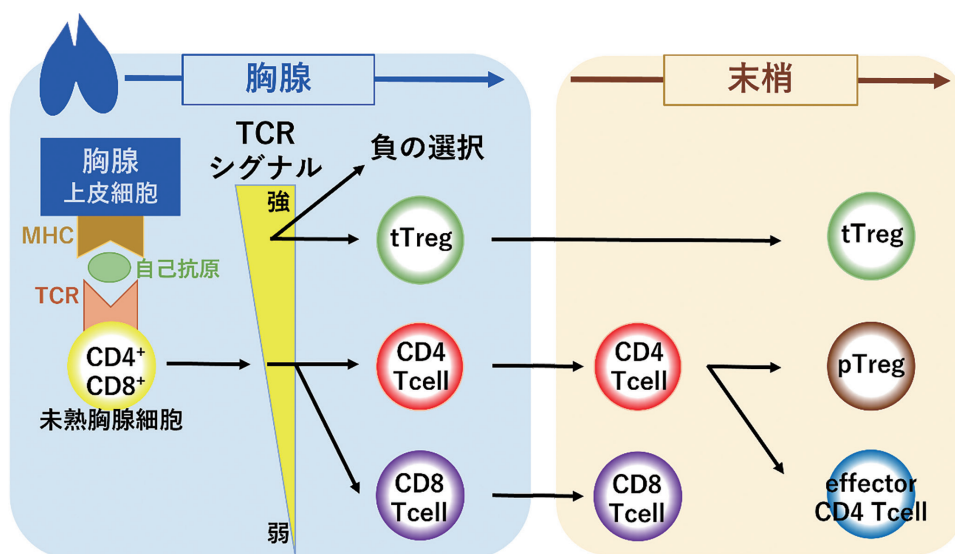 胸腺
末梢
胸腺
上皮細胞
MHC
自己抗原
TCR
CD4⁺
CD8⁺
未熟胸腺細胞
TCR
シグナル
強
弱
負の選択
tTreg
CD4
Tcell
CD8
Tcell
CD4
Tcell
CD8
Tcell
tTreg
pTreg
effector
CD4 Tcell